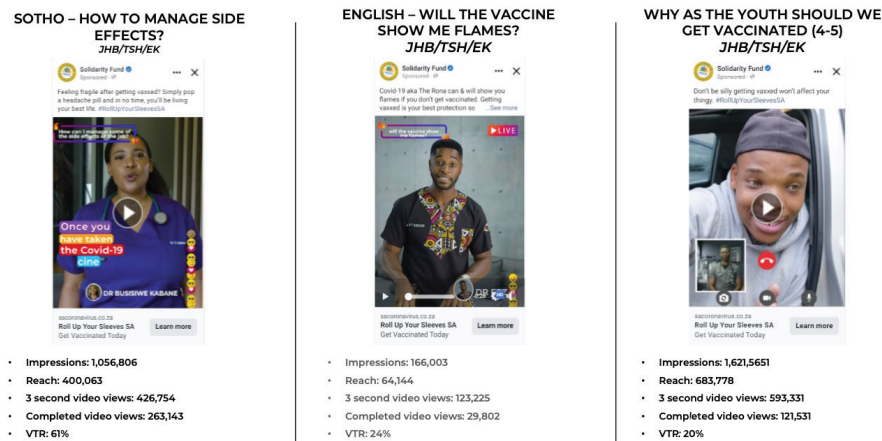 SOTHO – HOW TO MANAGE SIDE
EFFECTS?
JHB/TSH/EK
Solidarity Fund
Sponsored ·
Feeling fragile after getting vaxxed? Simply pop
a headache pill and in no time, you'll be living
your best life. #RollUpYourSleevesSA
How can I manage some of
the side effects of the job?
Once you
have taken
the Covid-19
cine
DR BUSISIWE KABANE
sacoronavirus.co.za
Roll Up Your Sleeves SA
Get Vaccinated Today
Learn more
• Impressions: 1,056,806
• Reach: 400,063
• 3 second video views: 426,754
• Completed video views: 263,143
• VTR: 61%
ENGLISH – WILL THE VACCINE
SHOW ME FLAMES?
JHB/TSH/EK
Solidarity Fund
Sponsored ·
Covid-19 aka The Rona can & will show you
flames if you don't get vaccinated. Getting
vaxxed is your best protection so ...See more
will the vaccine show
me flames?
LIVE
DR
sacoronavirus.co.za
Roll Up Your Sleeves SA
Get Vaccinated Today
Learn more
• Impressions: 166,003
• Reach: 64,144
• 3 second video views: 123,225
• Completed video views: 29,802
• VTR: 24%
WHY AS THE YOUTH SHOULD WE
GET VACCINATED (4-5)
JHB/TSH/EK
Solidarity Fund
Sponsored ·
Don't be silly getting vaxxed won't affect your
thingy. #RollUpYourSleevesSA
sacoronavirus.co.za
Roll Up Your Sleeves SA
Get Vaccinated Today
Learn more
• Impressions: 1,621,5651
• Reach: 683,778
• 3 second video views: 593,331
• Completed video views: 121,531
• VTR: 20%